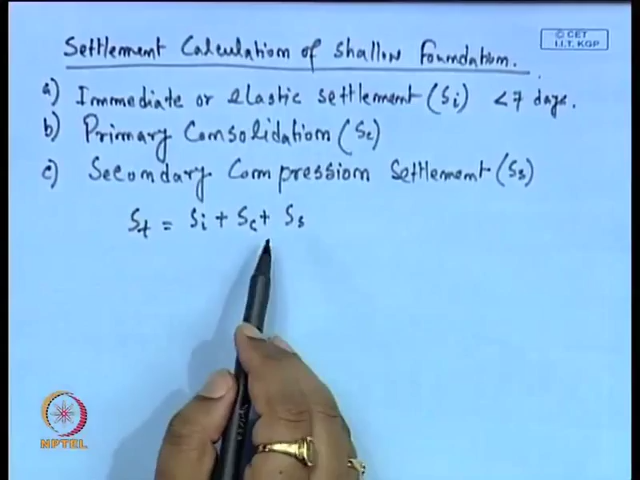 Settlement Calculation of Shallow Foundation.
© CET
I.I.T. KGP
a) Immediate or elastic settlement (Si) < 7 days.
b) Primary Consolidation (Sc)
c) Secondary Compression Settlement (Ss)
St = Si + Sc + Ss
NPTEL